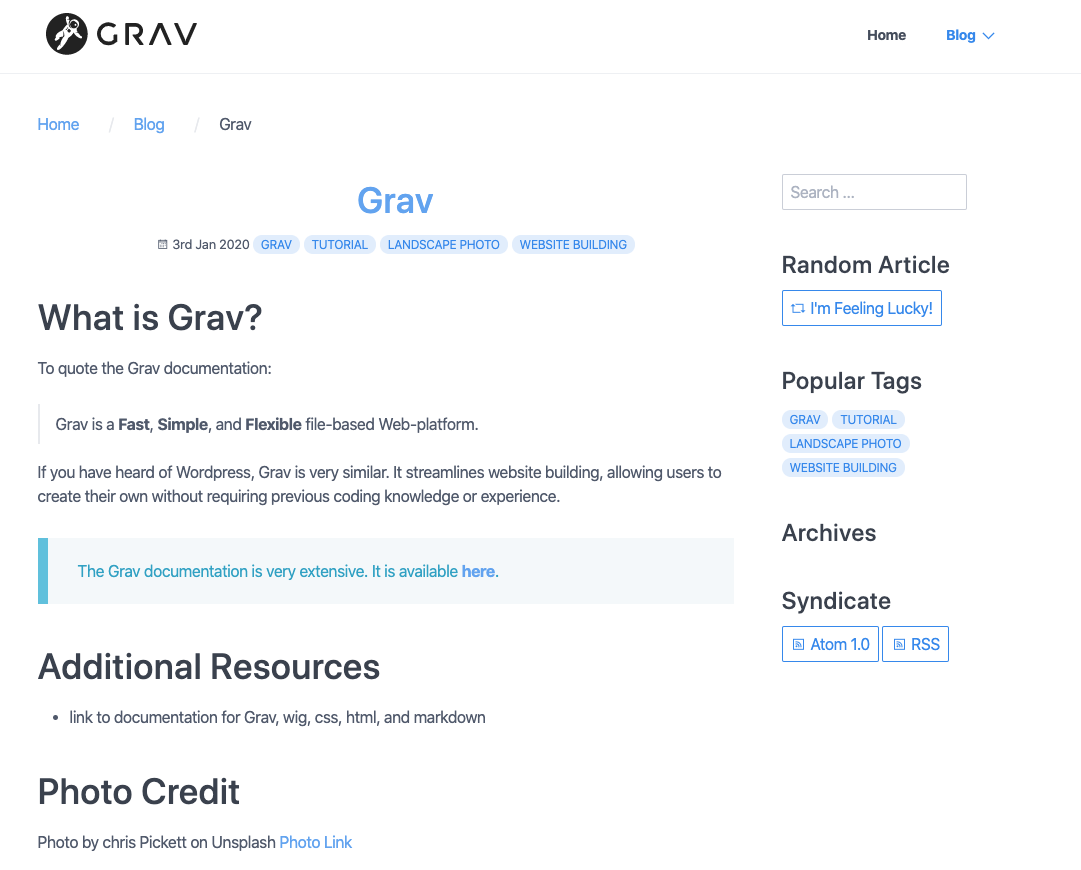 GRAV
Home
Blog
Home / Blog / Grav
Grav
3rd Jan 2020 GRAV TUTORIAL LANDSCAPE PHOTO WEBSITE BUILDING
What is Grav?
To quote the Grav documentation:
Grav is a Fast, Simple, and Flexible file-based Web-platform.
If you have heard of Wordpress, Grav is very similar. It streamlines website building, allowing users to
create their own without requiring previous coding knowledge or experience.
The Grav documentation is very extensive. It is available here.
Additional Resources
• link to documentation for Grav, wig, css, html, and markdown
Photo Credit
Photo by chris Pickett on Unsplash Photo Link
Search ...
Random Article
I'm Feeling Lucky!
Popular Tags
GRAV TUTORIAL
LANDSCAPE PHOTO
WEBSITE BUILDING
Archives
Syndicate
Atom 1.0 RSS